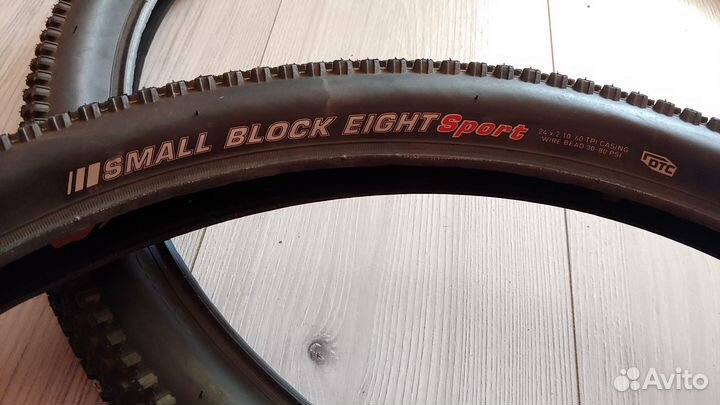 SMALL BLOCK EIGHT Sport
24 x 2.10 60 TPI CASING
WIRE BEAD 30-80 PSI
DTC
Avito